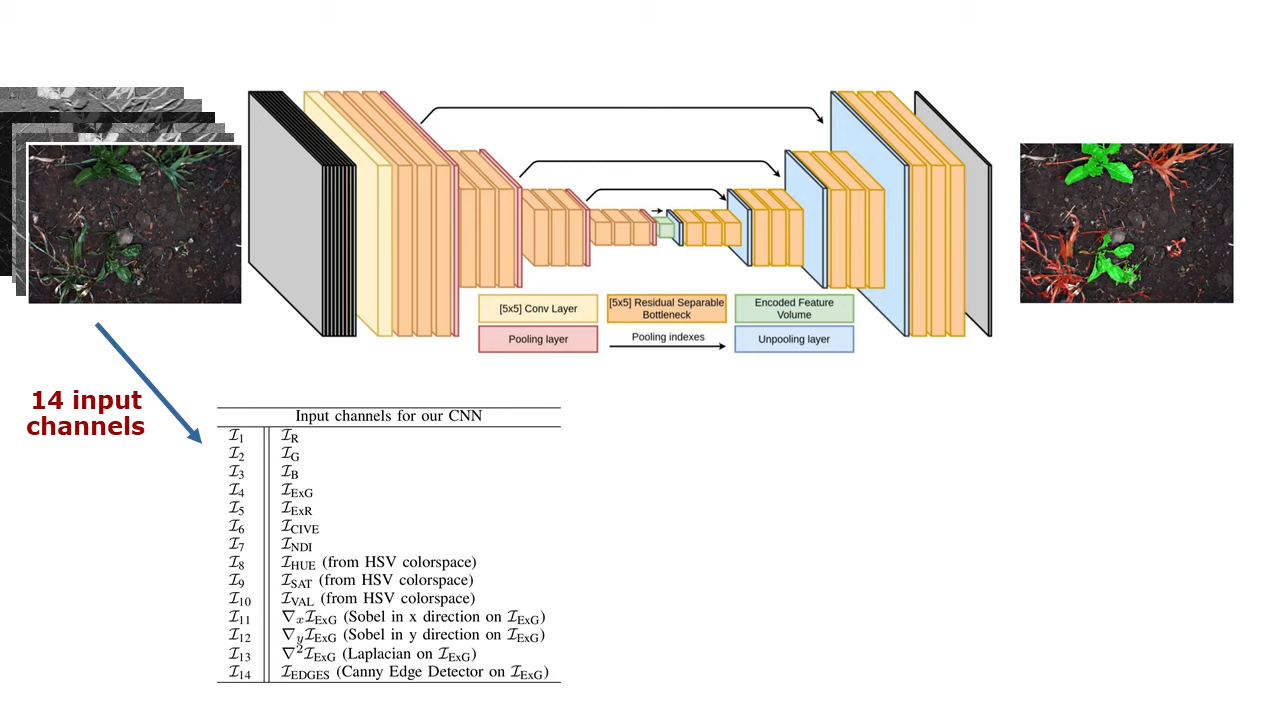 [5x5] Conv Layer
[5x5] Residual Separable
Bottleneck
Encoded Feature
Volume
Pooling layer
Pooling indexes
Unpooling layer
14 input
channels
Input channels for our CNN
ℐ1 ℐR
ℐ2 ℐG
ℐ3 ℐB
ℐ4 ℐExG
ℐ5 ℐExR
ℐ6 ℐCIVE
ℐ7 ℐNDI
ℐ8 ℐHUE (from HSV colorspace)
ℐ9 ℐSAT (from HSV colorspace)
ℐ10 ℐVAL (from HSV colorspace)
ℐ11 ∇xℐExG (Sobel in x direction on ℐExG)
ℐ12 ∇yℐExG (Sobel in y direction on ℐExG)
ℐ13 ∇²ℐExG (Laplacian on ℐExG)
ℐ14 ℐEDGES (Canny Edge Detector on ℐExG)